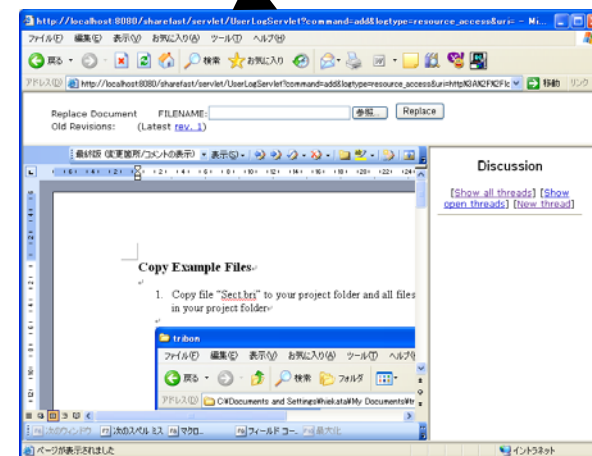 http://localhost:8080/sharefast/servlet/UserLogServlet?command=add&logtype=resource_access&uri= - Mi...
ファイル(F) 編集(E) 表示(V) お気に入り(A) ツール(T) ヘルプ(H)
戻る 検索 お気に入り
アドレス(D) http://localhost:8080/sharefast/servlet/UserLogServlet?command=add&logtype=resource_access&uri=http%3A%2F%2Flc 移動 リンク
Replace Document FILENAME: 参照... Replace
Old Revisions: (Latest rev. 1)
最終版 (変更箇所/コメントの表示) 表示(S)
Discussion
[Show all threads] [Show
open threads] [New thread]
Copy Example Files
1. Copy file "Sect.bri" to your project folder and all files
in your project folder
tribon
ファイル(F) 編集(E) 表示(V) お気に入り(A) ツール(T) ヘルプ(
戻る 検索 フォルダ
アドレス(D) C:¥Documents and Settings¥hiekata¥My Documents¥tr
次のウィンドウ 次のスペル ミス マクロ... フィールド コー... 最大化
ページが表示されました イントラネット